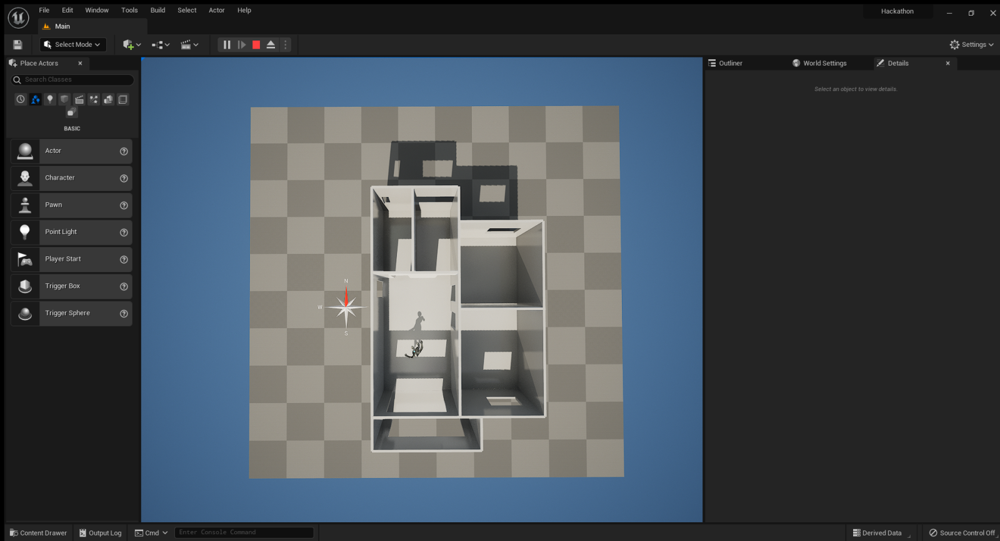 File Edit Window Tools Build Select Actor Help
Hackathon
Main
Select Mode
Settings
Place Actors
Outliner
World Settings
Details
Search Classes
Select an object to view details.
BASIC
Actor
Character
Pawn
Point Light
Player Start
Trigger Box
Trigger Sphere
N
W
S
Content Drawer
Output Log
Cmd
Enter Console Command
Derived Data
Source Control Off